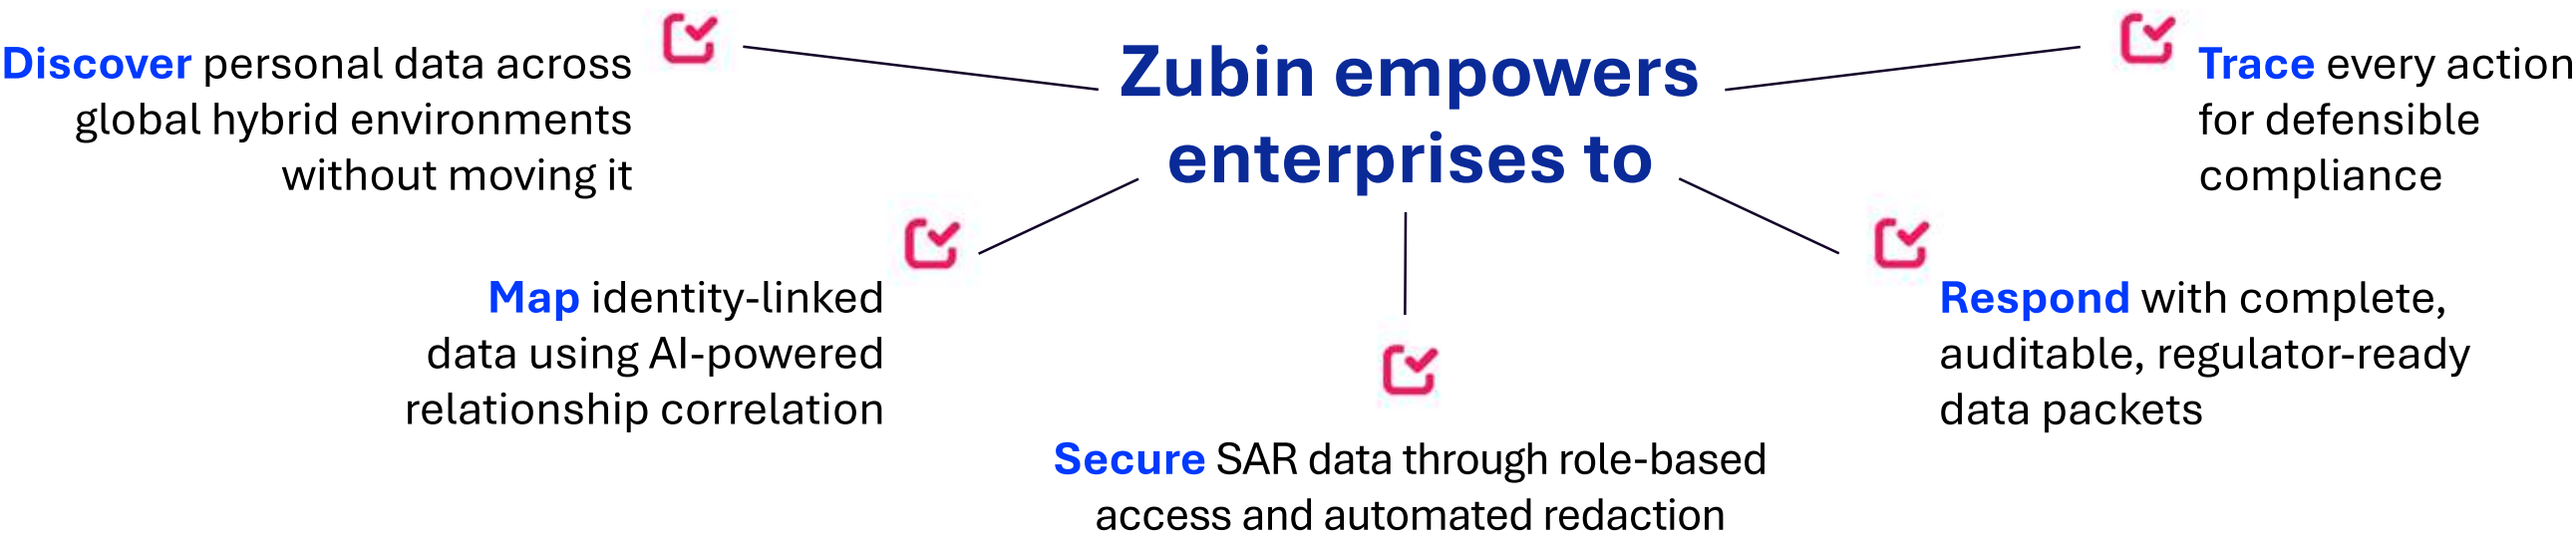 Zubin empowers
enterprises to
Discover personal data across
global hybrid environments
without moving it
Map identity-linked
data using AI-powered
relationship correlation
Secure SAR data through role-based
access and automated redaction
Respond with complete,
auditable, regulator-ready
data packets
Trace every action
for defensible
compliance